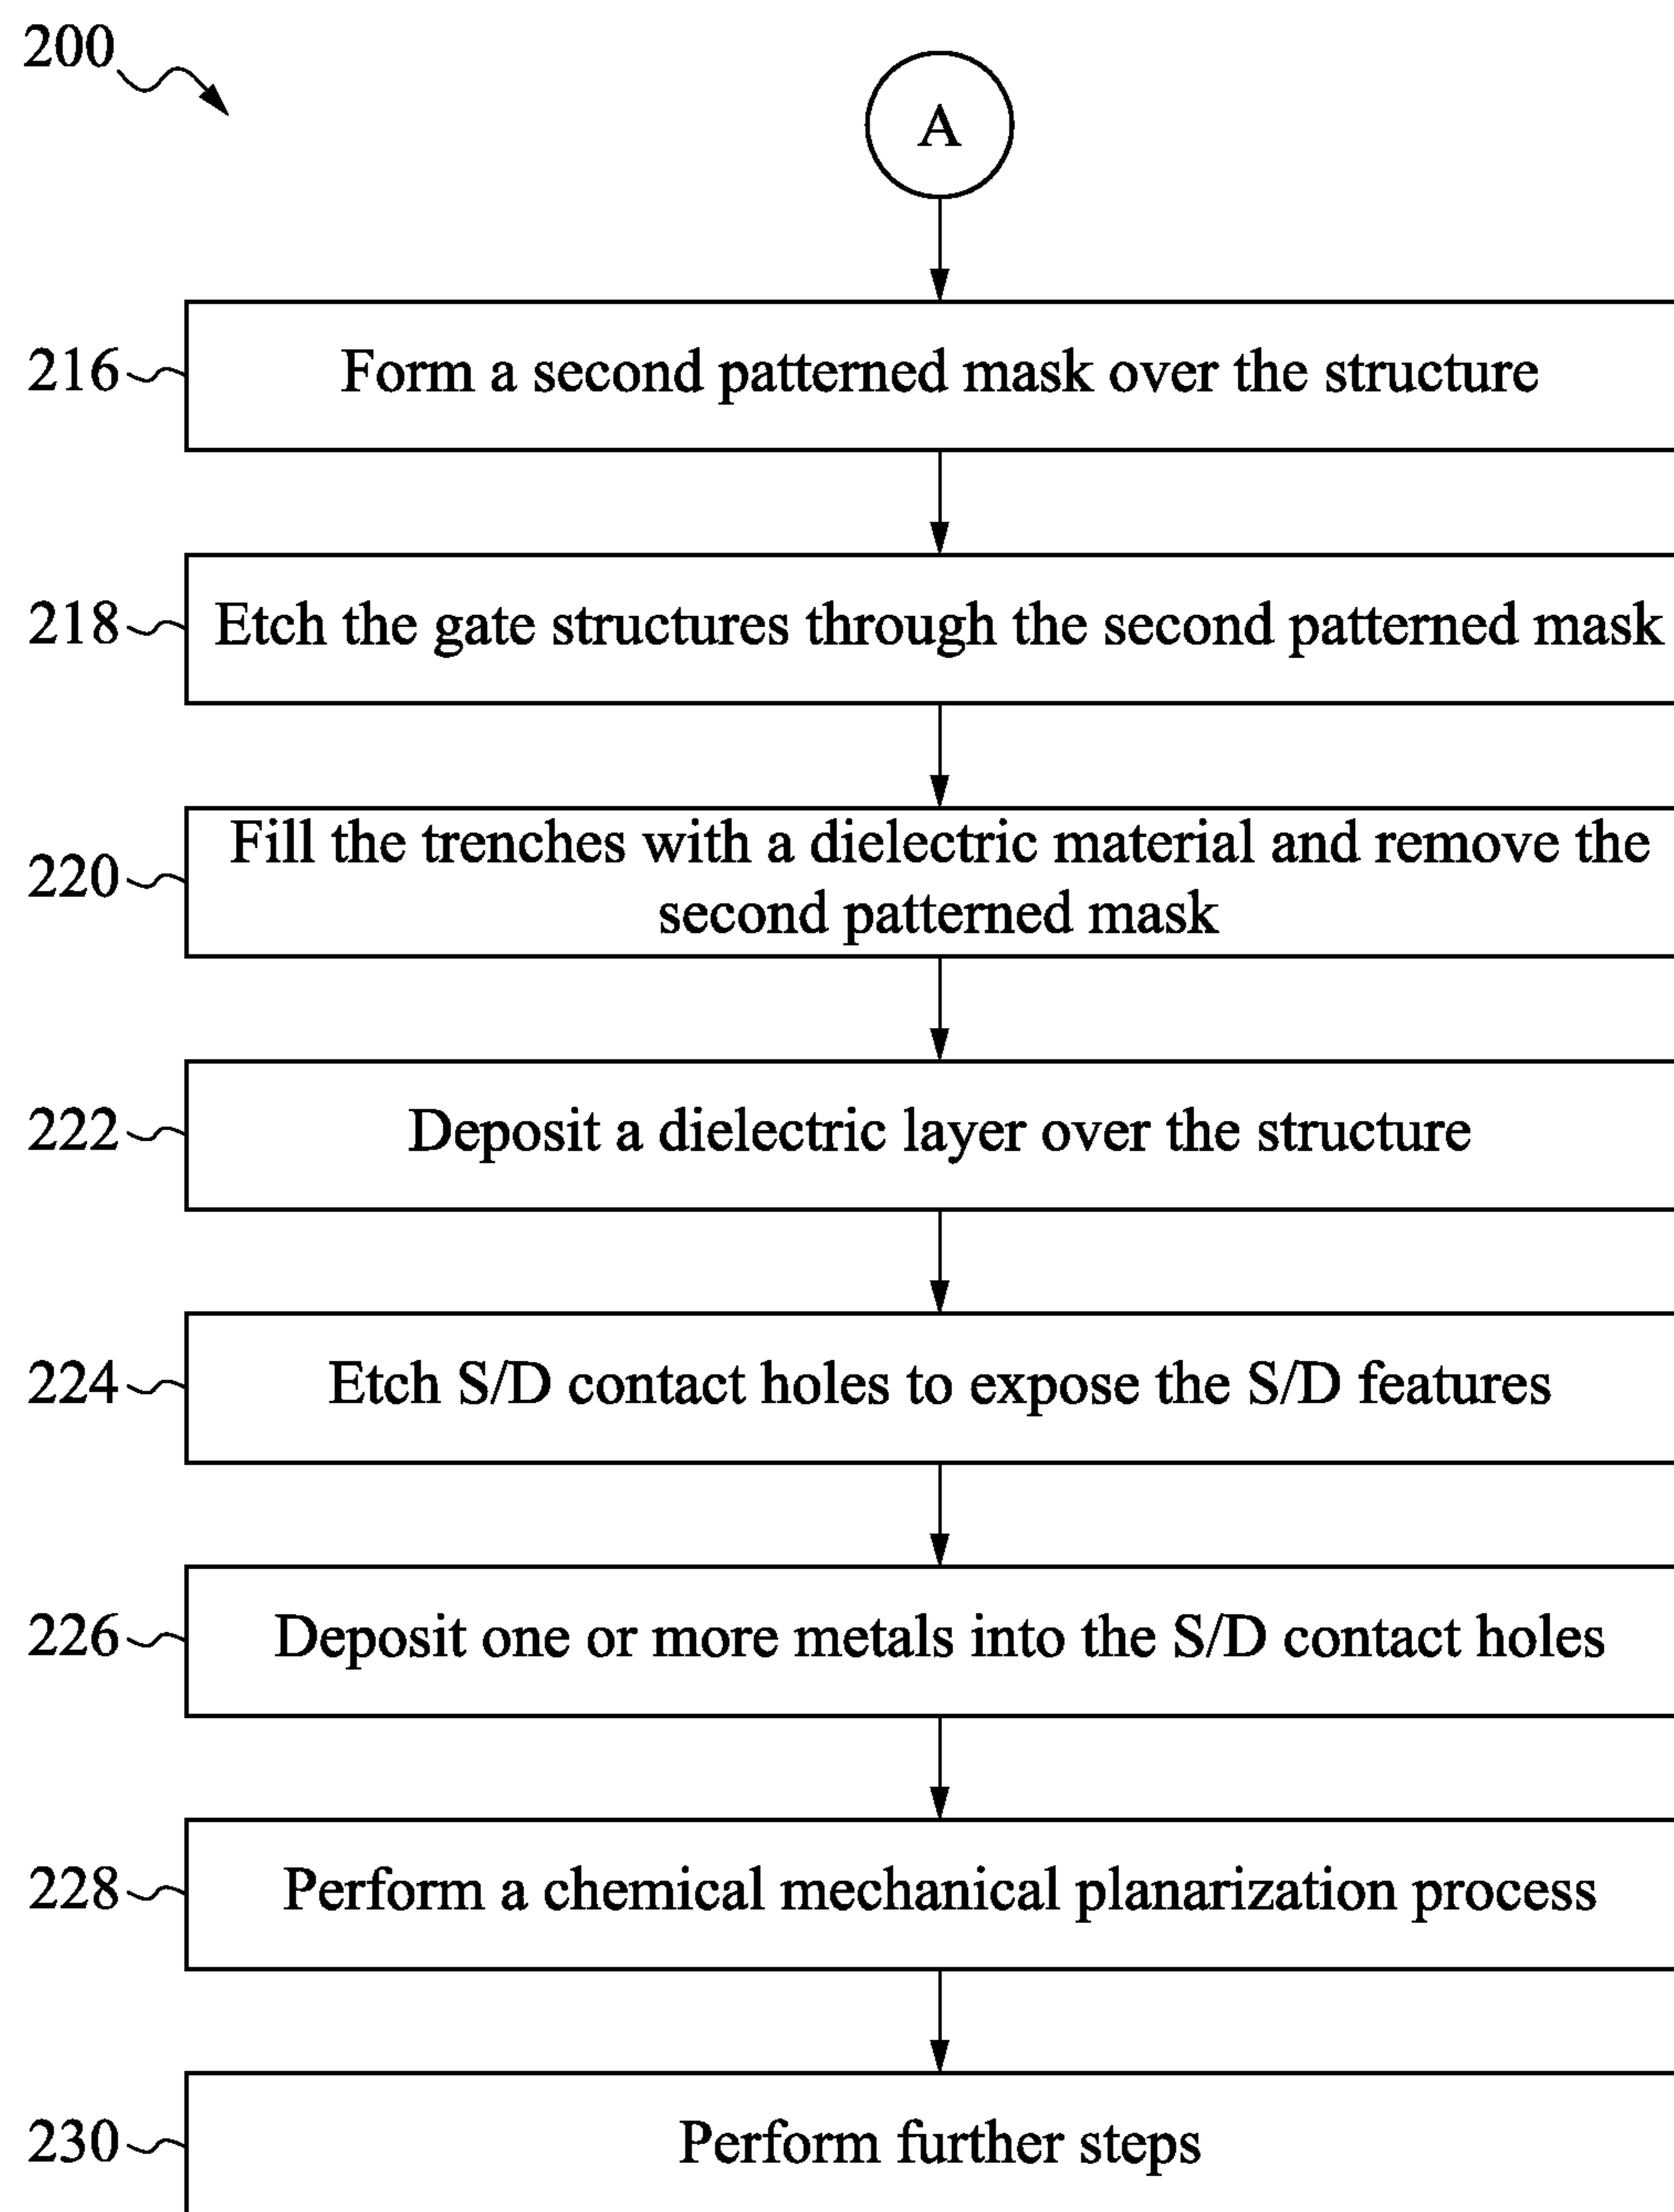 200
A
216
Form a second patterned mask over the structure
218
Etch the gate structures through the second patterned mask
220
Fill the trenches with a dielectric material and remove the
second patterned mask
222
Deposit a dielectric layer over the structure
224
Etch S/D contact holes to expose the S/D features
226
Deposit one or more metals into the S/D contact holes
228
Perform a chemical mechanical planarization process
230
Perform further steps